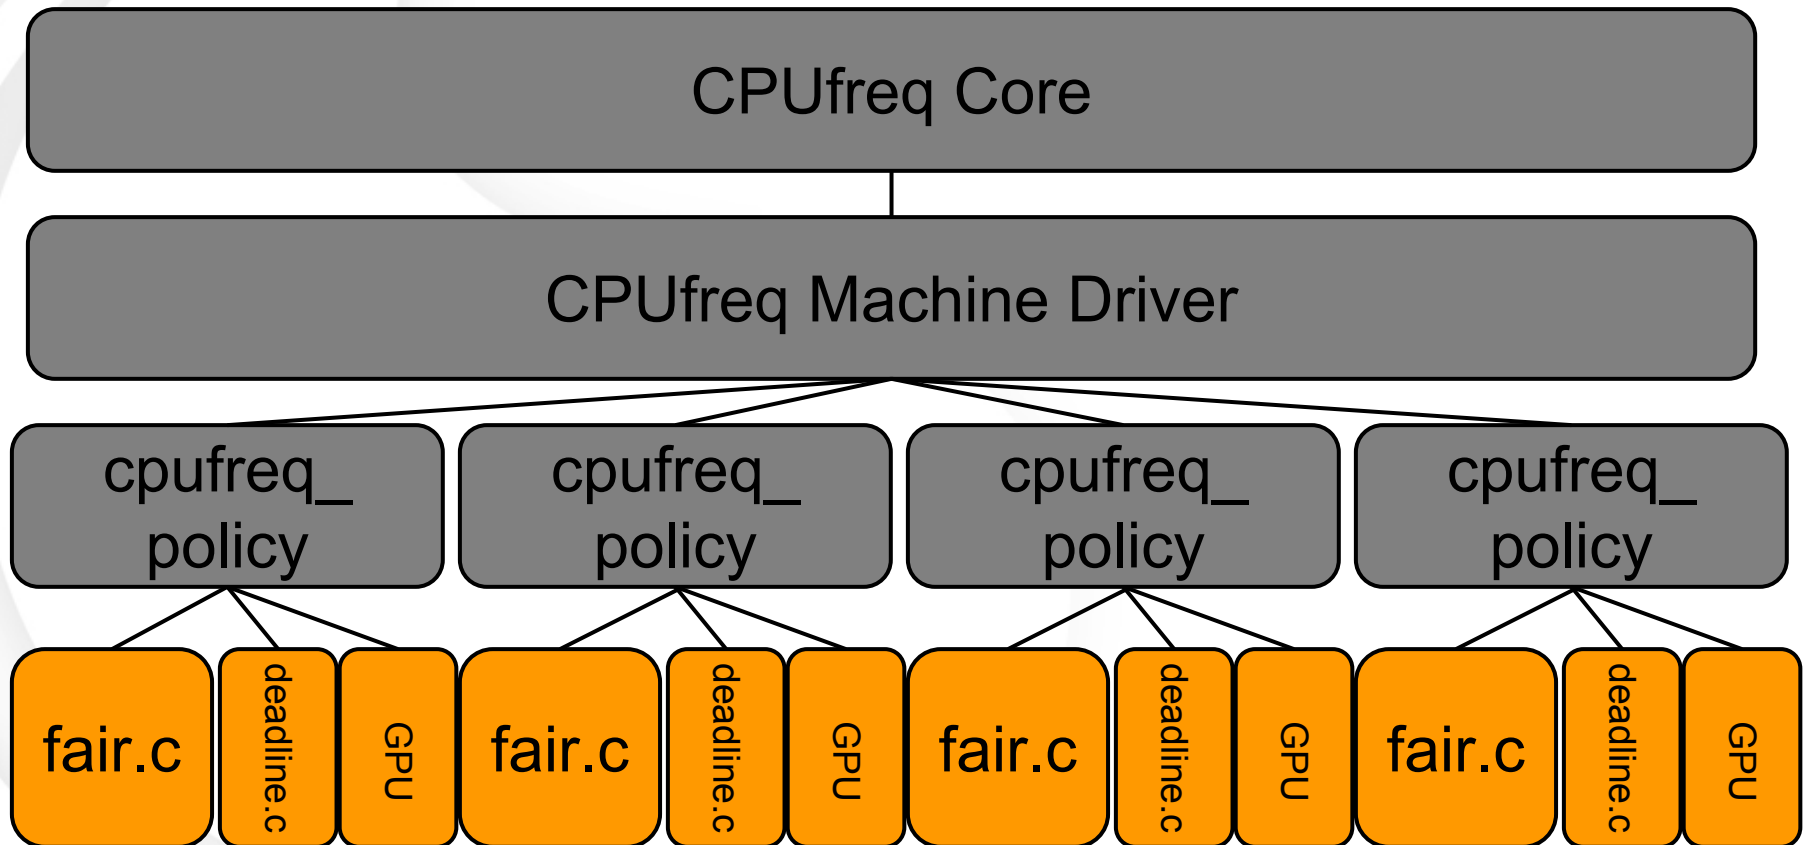 CPUfreq Core
CPUfreq Machine Driver
cpufreq_
policy
cpufreq_
policy
cpufreq_
policy
cpufreq_
policy
fair.c
deadline.c
GPU
fair.c
deadline.c
GPU
fair.c
deadline.c
GPU
fair.c
deadline.c
GPU